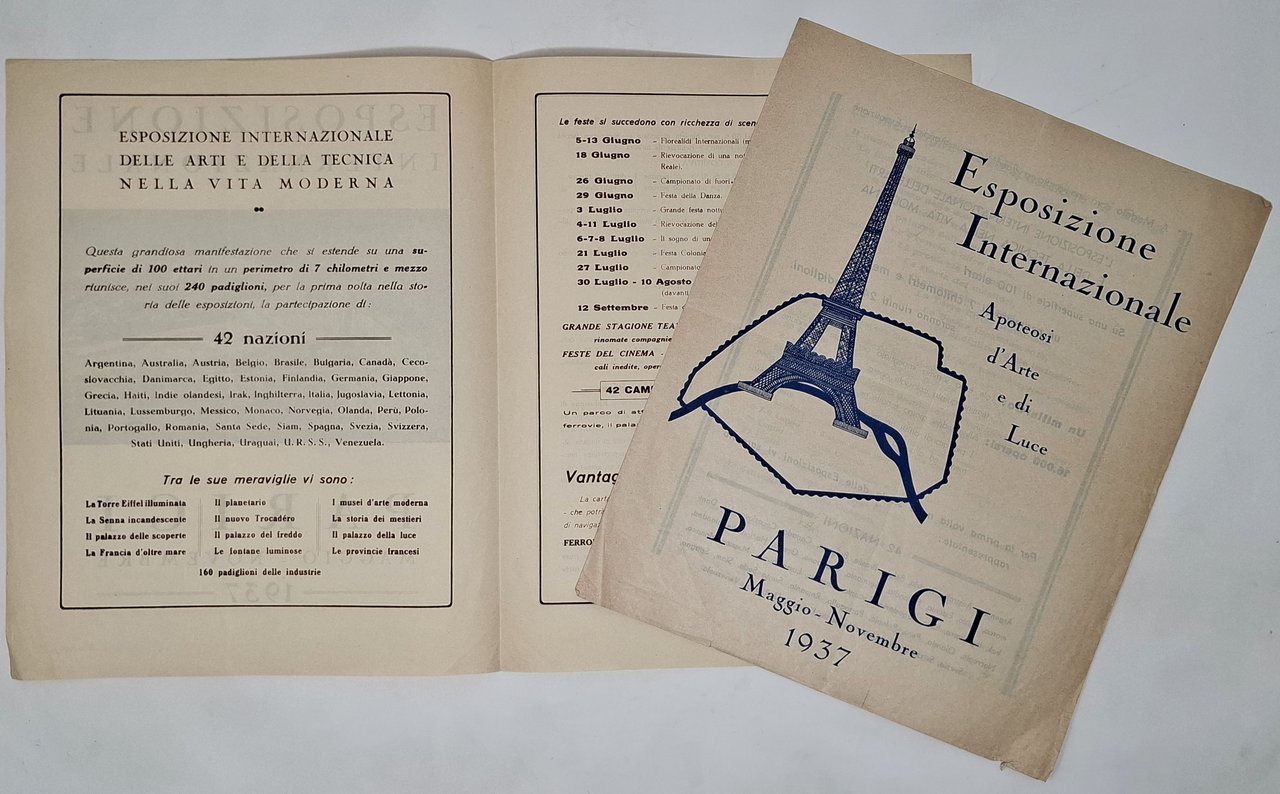 ESPOSIZIONE INTERNAZIONALE
DELLE ARTI E DELLA TECNICA
NELLA VITA MODERNA
Questa grandiosa manifestazione che si estende su una su-
perficie di 100 ettari in un perimetro di 7 chilometri e mezzo
riunisce, nei suoi 240 padiglioni, per la prima nolta nella sto-
ria delle esposizioni, la partecipazione di :
42 nazioni
Argentina, Australia, Austria, Belgio, Brasile, Bulgaria, Canadà, Ceco-
slovacchia, Danimarca, Egitto, Estonia, Finlandia, Germania, Giappone,
Grecia, Haiti, Indie olandesi, Irak, Inghilterra, Italia, Jugoslavia, Lettonia,
Lituania, Lussemburgo, Messico, Monaco, Norvegia, Olanda, Perù, Polo-
nia, Portogallo, Romania, Santa Sede, Siam, Spagna, Svezia, Svizzera,
Stati Uniti, Ungheria, Uraguai, U. R. S. S., Venezuela.
Tra le sue meraviglie vi sono :
La Torre Eiffel illuminata Il planetario I musei d'arte moderna
La Senna incandescente Il nuovo Trocadéro La storia dei mestieri
Il palazzo delle scoperte Il palazzo del freddo Il palazzo della luce
La Francia d'oltre mare Le fontane luminose Le provincie francesi
160 padiglioni delle industrie
Le feste si succedono con ricchezza di
5-13 Giugno - Florealidi Internazionali
18 Giugno - Rievocazione di una
Reale).
26 Giugno - Campionato di fuori-
29 Giugno - Festa della Danza.
3 Luglio - Grande festa
4-11 Luglio - Rievocazione
6-7-8 Luglio - Il sogno di
21 Luglio - Festa
27 Luglio - Campionato
30 Luglio - 10 Agosto
12 Settembre - Festa
GRANDE STAGIONE
rinomate compagnie
FESTE DEL CINEMA -
cali inedite,
42
Un parco di
ferrovie, il
La
- che
di
Esposizione
Internazionale
Apoteosi
d'Arte
e di
Luce
PARIGI
Maggio - Novembre
1937